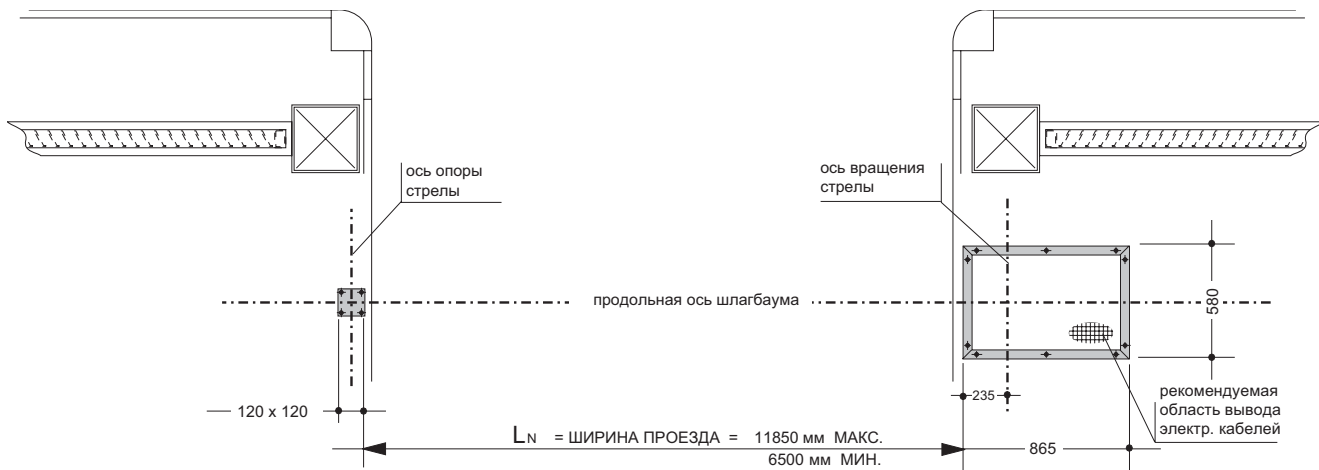 ось опоры
стрелы
ось вращения
стрелы
продольная ось шлагбаума
580
120 x 120
235
рекомендуемая
область вывода
электр. кабелей
LN = ШИРИНА ПРОЕЗДА = 11850 мм МАКС.
6500 мм МИН.
865